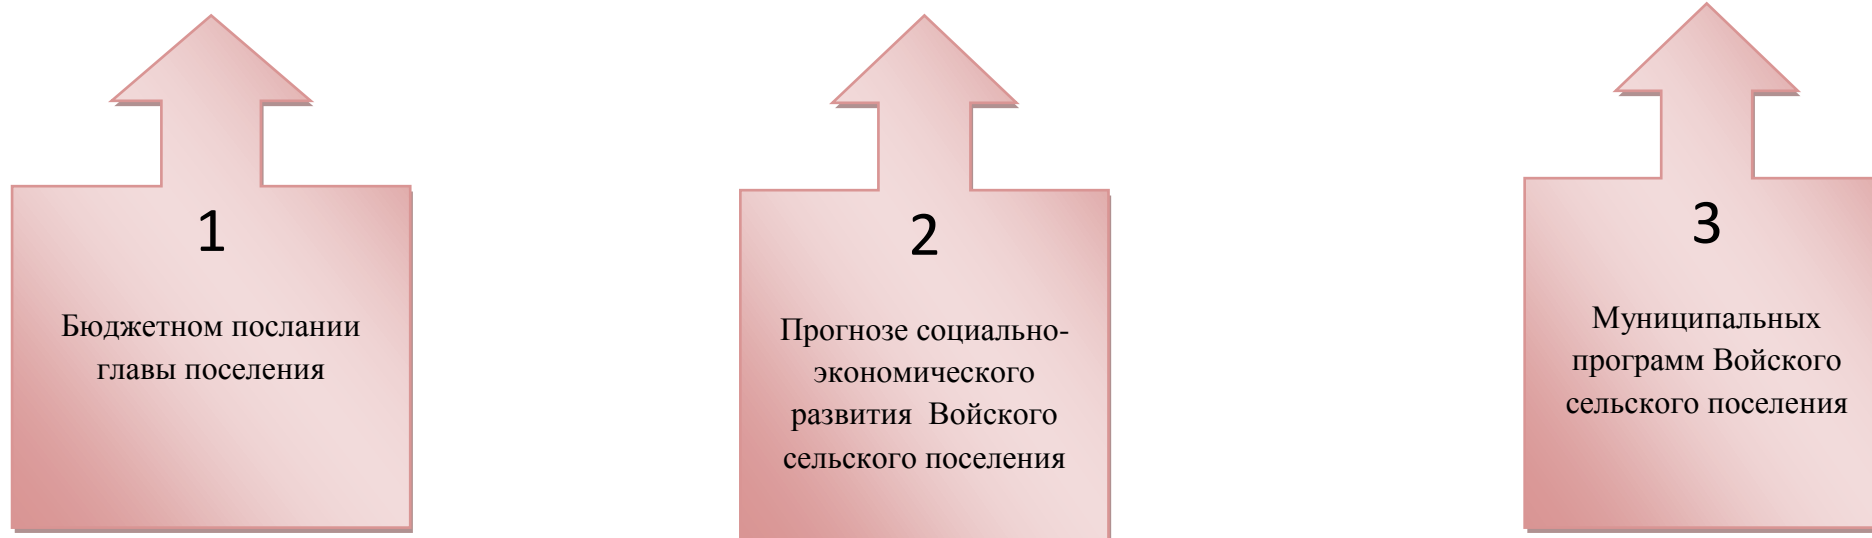 1
Бюджетном послании
главы поселения
2
Прогнозе социально-
экономического
развития Войского
сельского поселения
3
Муниципальных
программ Войского
сельского поселения